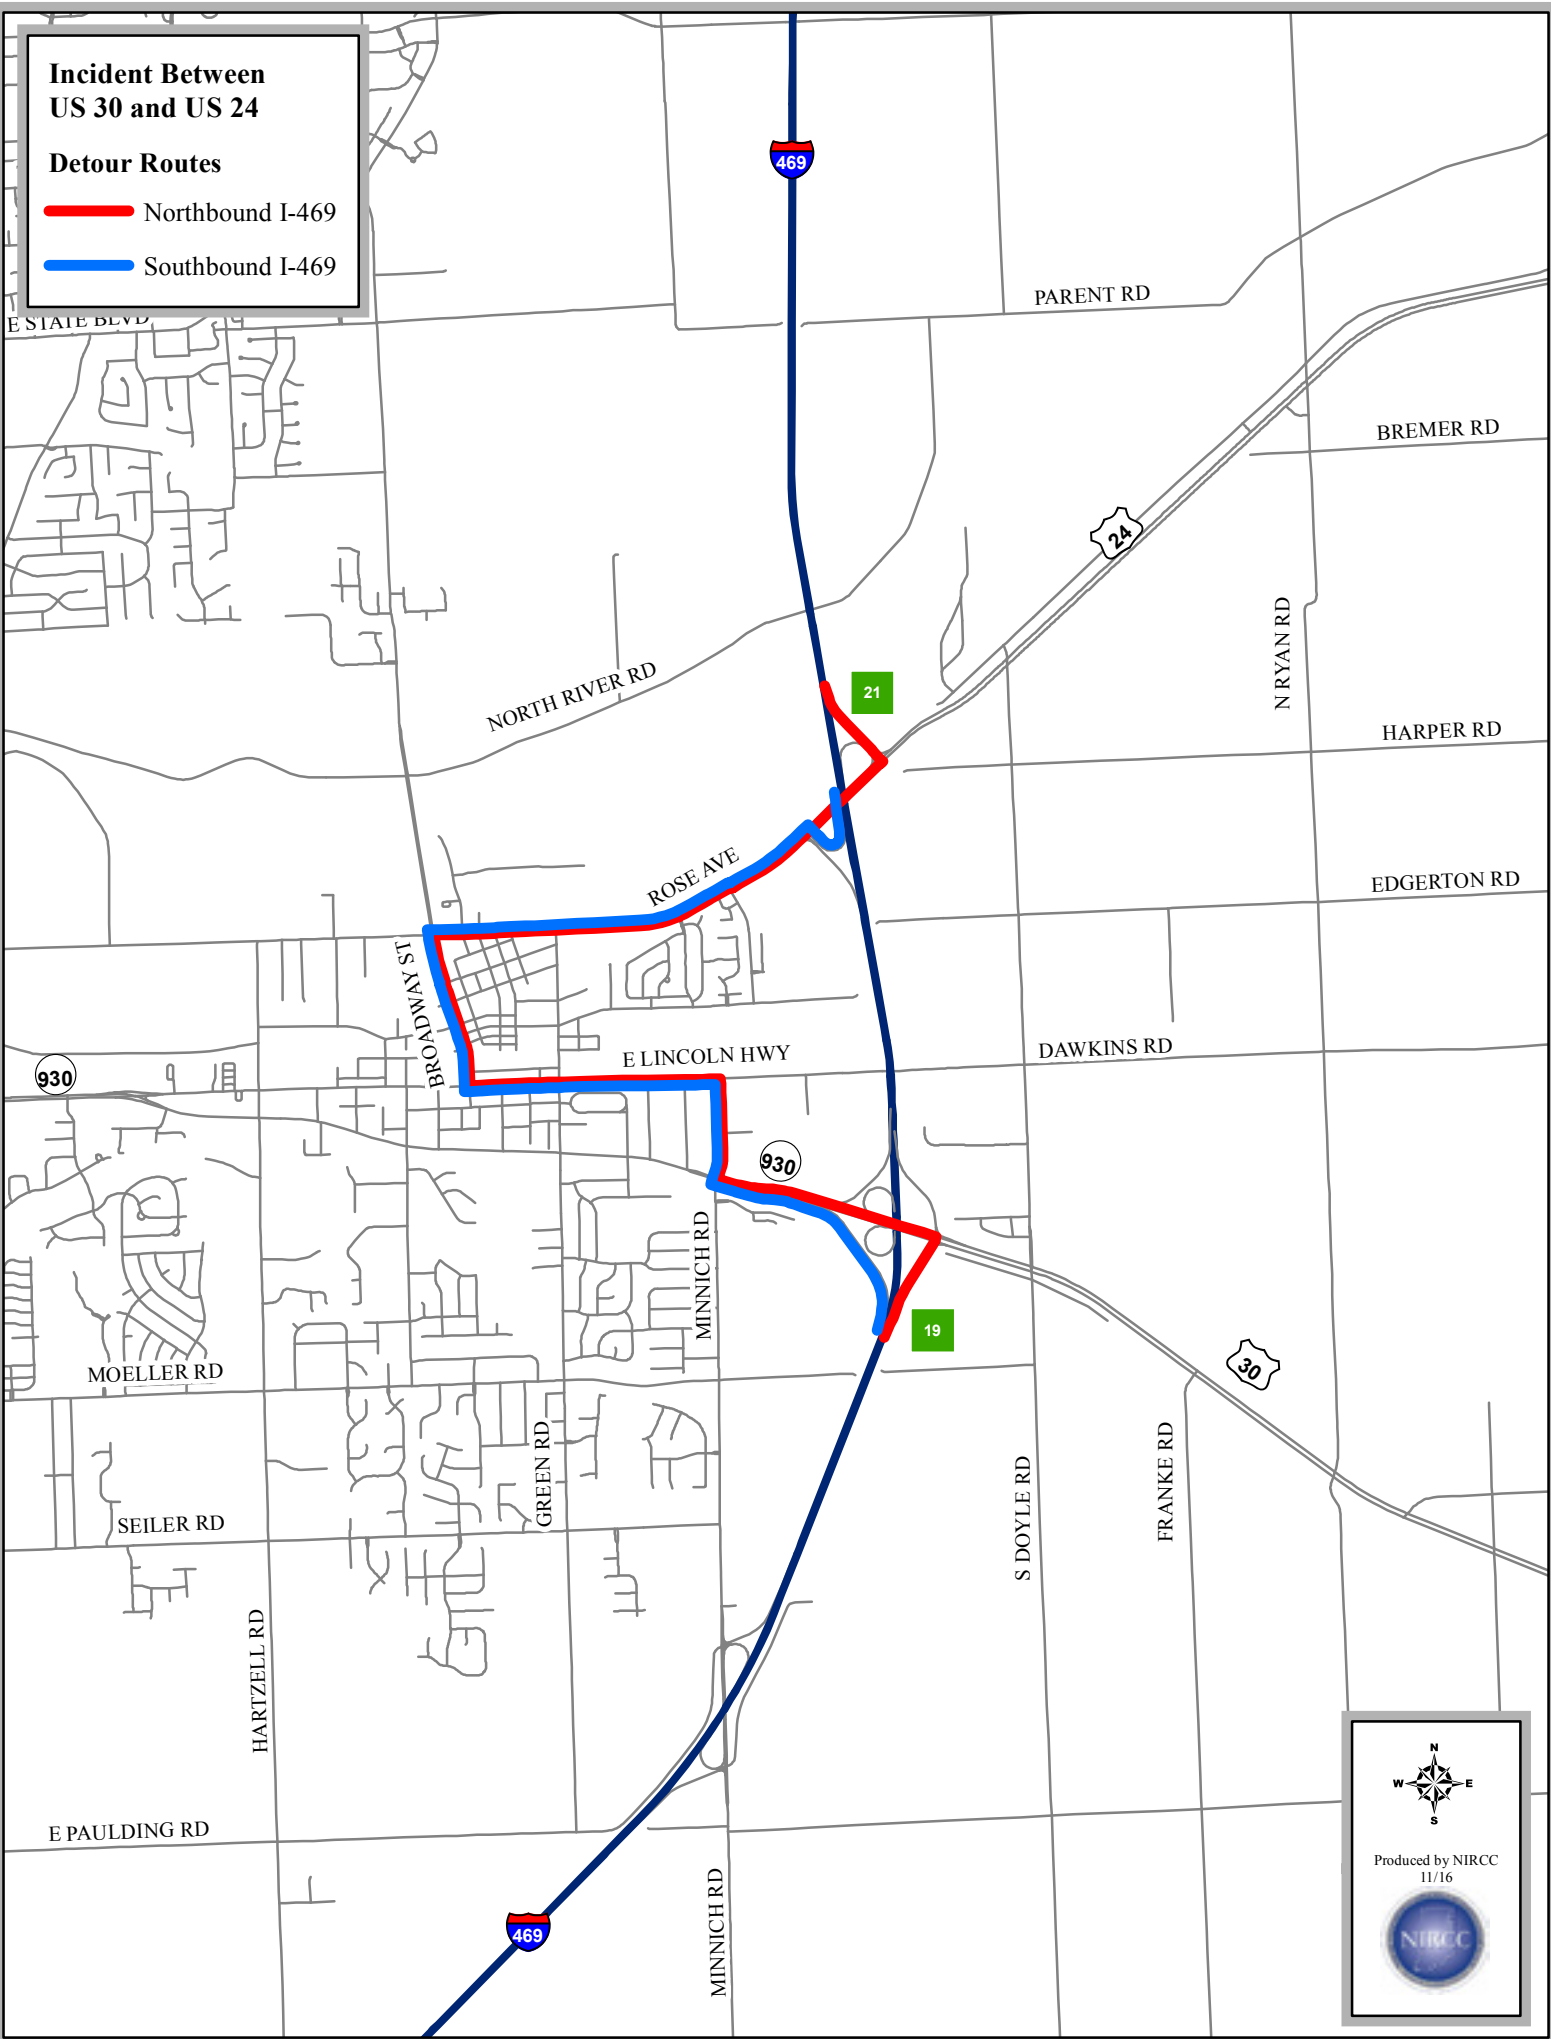 Incident Between
US 30 and US 24
Detour Routes
Northbound I-469
Southbound I-469
469
E STATE BLVD
PARENT RD
BREMER RD
24
N RYAN RD
NORTH RIVER RD
21
HARPER RD
ROSE AVE
EDGERTON RD
BROADWAY ST
E LINCOLN HWY
DAWKINS RD
930
930
MINNICH RD
19
30
MOELLER RD
GREEN RD
S DOYLE RD
FRANKE RD
SEILER RD
HARTZELL RD
E PAULDING RD
MINNICH RD
469
N
W E
S
Produced by NIRCC
11/16
NIRCC